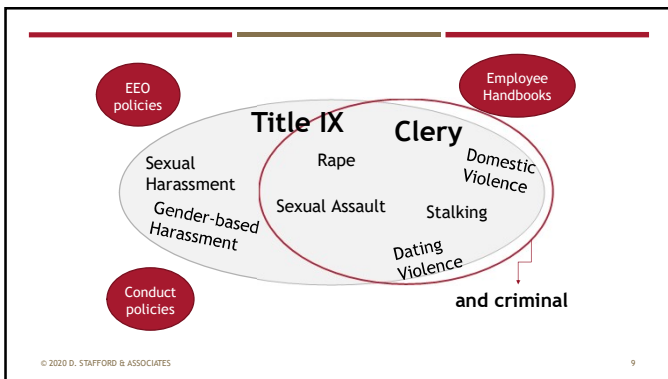 EEO
policies
Employee
Handbooks
Title IX
Clery
Sexual
Harassment
Rape
Domestic
Violence
Gender-based
Harassment
Sexual Assault
Stalking
Dating
Violence
Conduct
policies
and criminal
© 2020 D. STAFFORD & ASSOCIATES
9